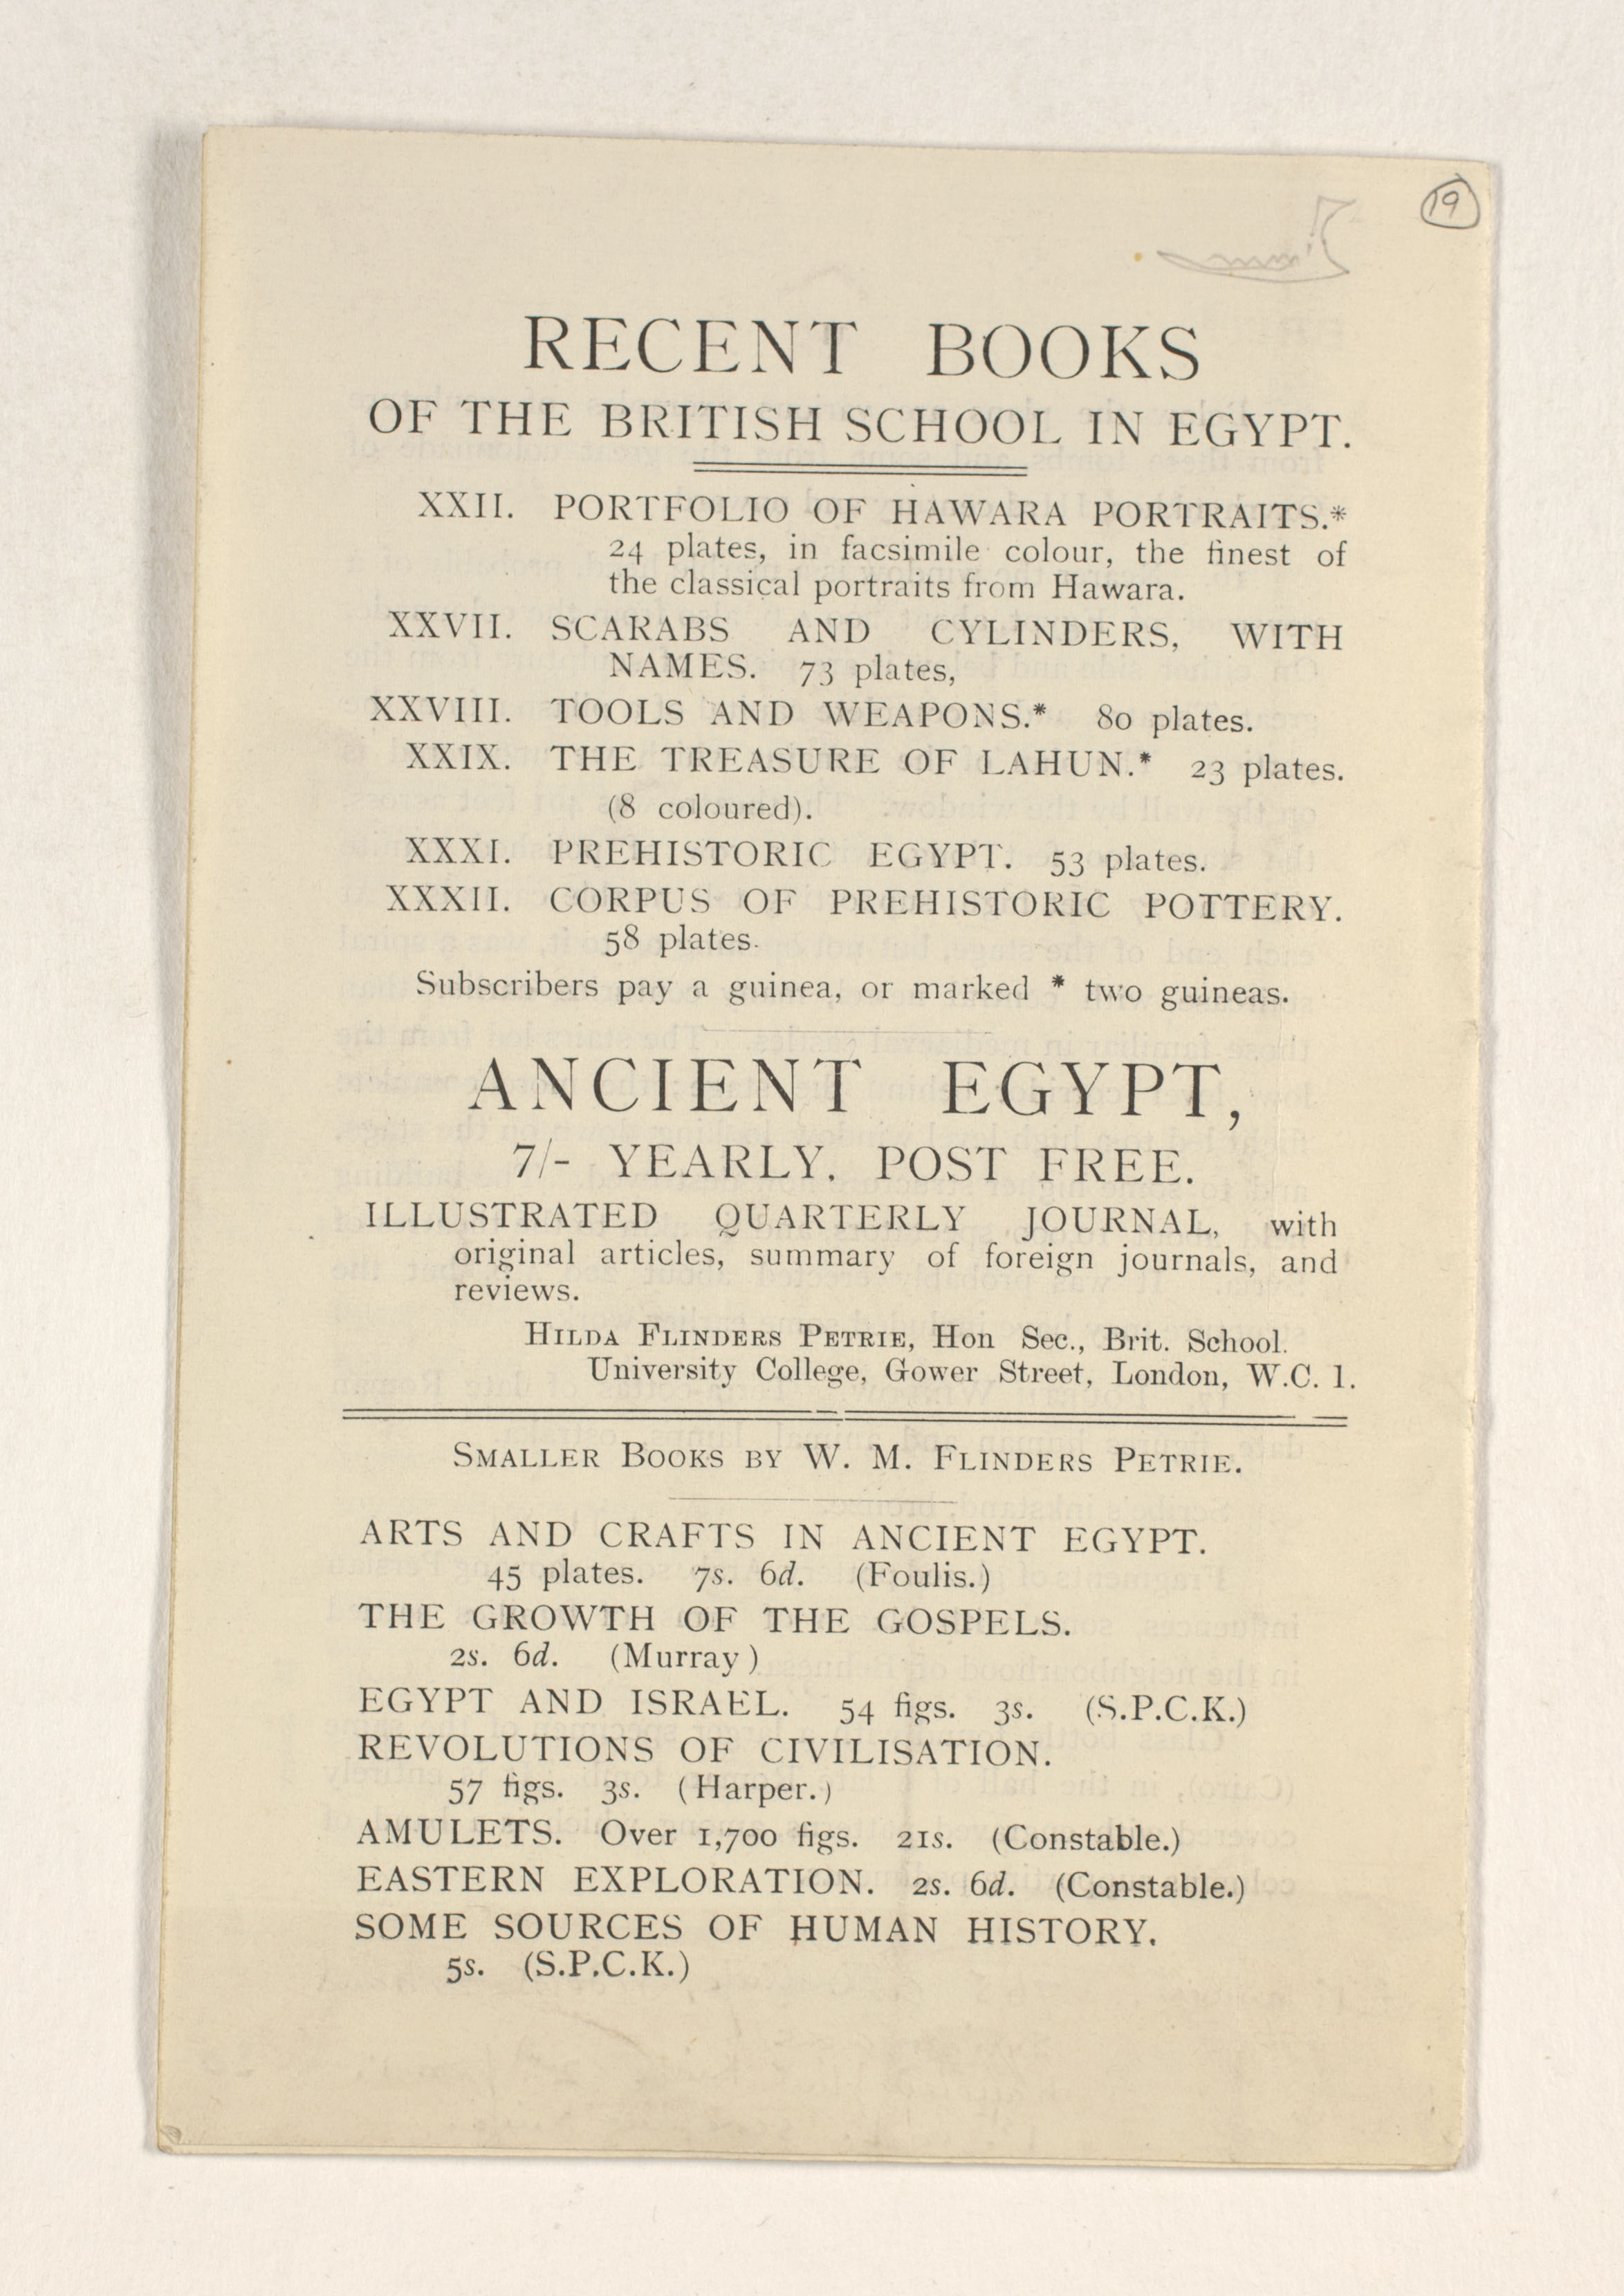 19
RECENT BOOKS
OF THE BRITISH SCHOOL IN EGYPT.
XXII. PORTFOLIO OF HAWARA PORTRAITS.*
24 plates, in facsimile colour, the finest of
the classical portraits from Hawara.
XXVII. SCARABS AND CYLINDERS, WITH
NAMES. 73 plates,
XXVIII. TOOLS AND WEAPONS.* 80 plates.
XXIX. THE TREASURE OF LAHUN.* 23 plates.
(8 coloured).
XXXI. PREHISTORIC EGYPT. 53 plates.
XXXII. CORPUS OF PREHISTORIC POTTERY.
58 plates.
Subscribers pay a guinea, or marked * two guineas.
ANCIENT EGYPT,
7/- YEARLY. POST FREE.
ILLUSTRATED QUARTERLY JOURNAL, with
original articles, summary of foreign journals, and
reviews.
HILDA FLINDERS PETRIE, Hon Sec., Brit. School.
University College, Gower Street, London, W.C. 1.
SMALLER BOOKS BY W. M. FLINDERS PETRIE.
ARTS AND CRAFTS IN ANCIENT EGYPT.
45 plates. 7s. 6d. (Foulis.)
THE GROWTH OF THE GOSPELS.
2s. 6d. (Murray)
EGYPT AND ISRAEL. 54 figs. 3s. (S.P.C.K.)
REVOLUTIONS OF CIVILISATION.
57 figs. 3s. (Harper.)
AMULETS. Over 1,700 figs. 21s. (Constable.)
EASTERN EXPLORATION. 2s. 6d. (Constable.)
SOME SOURCES OF HUMAN HISTORY.
5s. (S.P.C.K.)